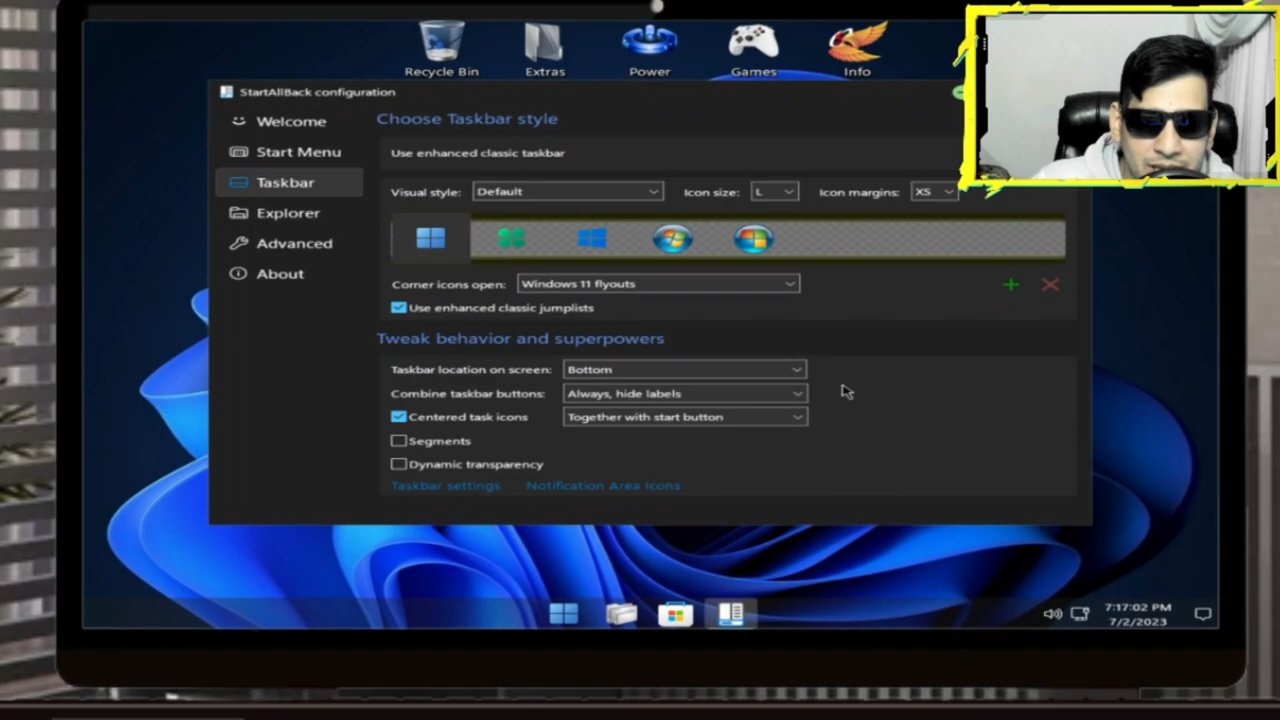 Recycle Bin
Extras
Power
Games
Info
StartAllBack configuration
Welcome
Start Menu
Taskbar
Explorer
Advanced
About
Choose Taskbar style
Use enhanced classic taskbar
Visual style: Default Icon size: L Icon margins: XS
Corner icons open: Windows 11 flyouts
Use enhanced classic jumplists
Tweak behavior and superpowers
Taskbar location on screen: Bottom
Combine taskbar buttons: Always, hide labels
Centered task icons Together with start button
Segments
Dynamic transparency
Taskbar settings Notification Area Icons
7:17:02 PM
7/2/2023